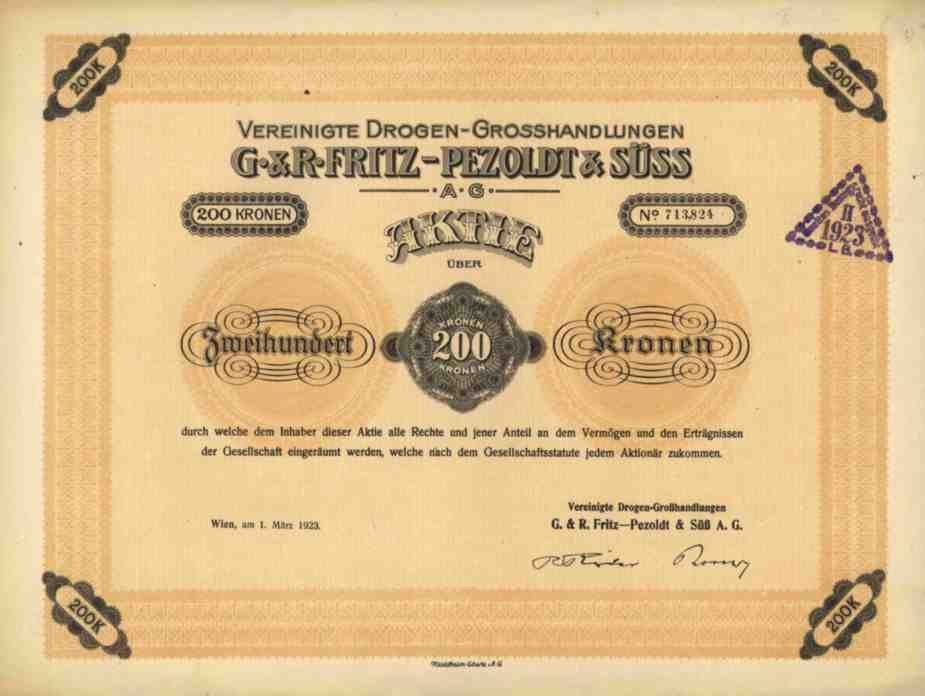 200K
200K
VEREINIGTE DROGEN-GROSSHANDLUNGEN
G·&R·FRITZ-PEZOLDT & SÜSS
·A·G·
200 KRONEN
No 713,824
AKTIE
ÜBER
II
1923
L.B.
Zweihundert
KRONEN
200
KRONEN
Kronen
durch welche dem Inhaber dieser Aktie alle Rechte und jener Anteil an dem Vermögen und den Erträgnissen
der Gesellschaft eingeräumt werden, welche nach dem Gesellschaftsstatute jedem Aktionär zukommen.
Wien, am 1. März 1923.
Vereinigte Drogen-Großhandlungen
G. & R. Fritz—Pezoldt & Süß A. G.
200K
200K